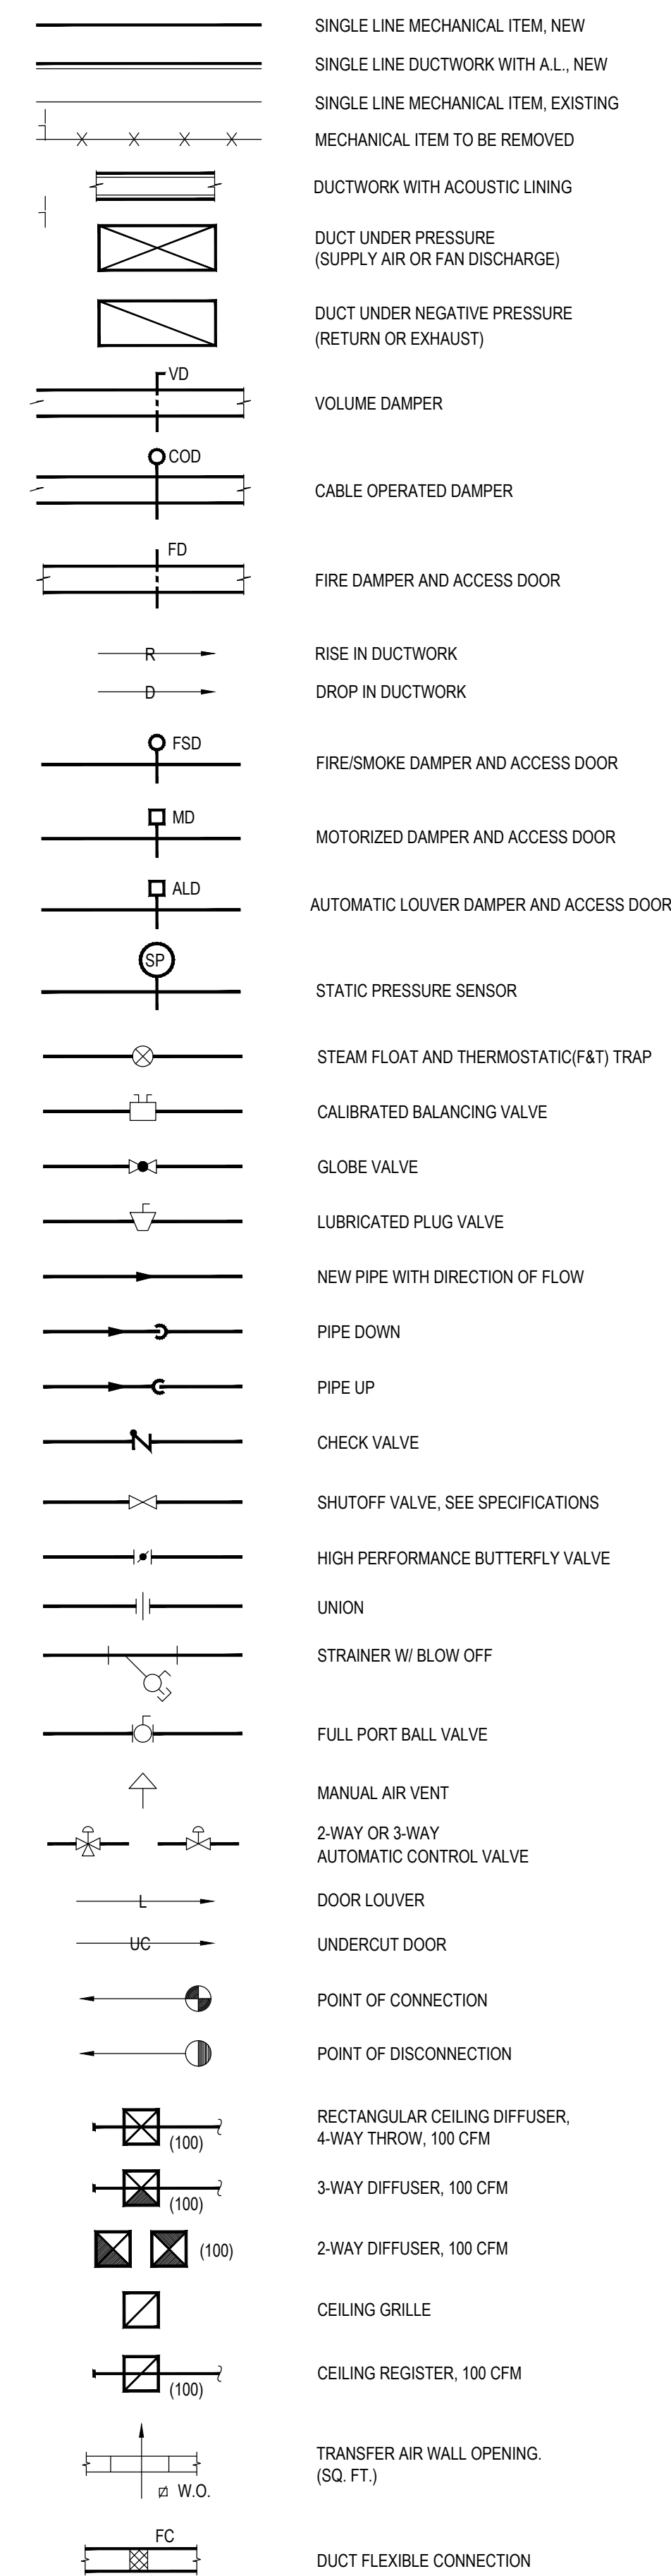 SINGLE LINE MECHANICAL ITEM, NEW
SINGLE LINE DUCTWORK WITH A.L., NEW
SINGLE LINE MECHANICAL ITEM, EXISTING
MECHANICAL ITEM TO BE REMOVED
DUCTWORK WITH ACOUSTIC LINING
DUCT UNDER PRESSURE
(SUPPLY AIR OR FAN DISCHARGE)
DUCT UNDER NEGATIVE PRESSURE
(RETURN OR EXHAUST)
VD
VOLUME DAMPER
COD
CABLE OPERATED DAMPER
FD
FIRE DAMPER AND ACCESS DOOR
R
RISE IN DUCTWORK
D
DROP IN DUCTWORK
FSD
FIRE/SMOKE DAMPER AND ACCESS DOOR
MD
MOTORIZED DAMPER AND ACCESS DOOR
ALD
AUTOMATIC LOUVER DAMPER AND ACCESS DOOR
SP
STATIC PRESSURE SENSOR
STEAM FLOAT AND THERMOSTATIC(F&T) TRAP
CALIBRATED BALANCING VALVE
GLOBE VALVE
LUBRICATED PLUG VALVE
NEW PIPE WITH DIRECTION OF FLOW
PIPE DOWN
PIPE UP
CHECK VALVE
SHUTOFF VALVE, SEE SPECIFICATIONS
HIGH PERFORMANCE BUTTERFLY VALVE
UNION
STRAINER W/ BLOW OFF
FULL PORT BALL VALVE
MANUAL AIR VENT
2-WAY OR 3-WAY
AUTOMATIC CONTROL VALVE
L
DOOR LOUVER
UC
UNDERCUT DOOR
POINT OF CONNECTION
POINT OF DISCONNECTION
RECTANGULAR CEILING DIFFUSER,
4-WAY THROW, 100 CFM
(100)
3-WAY DIFFUSER, 100 CFM
(100)
(100)
2-WAY DIFFUSER, 100 CFM
CEILING GRILLE
CEILING REGISTER, 100 CFM
(100)
TRANSFER AIR WALL OPENING.
(SQ. FT.)
W.O.
FC
DUCT FLEXIBLE CONNECTION